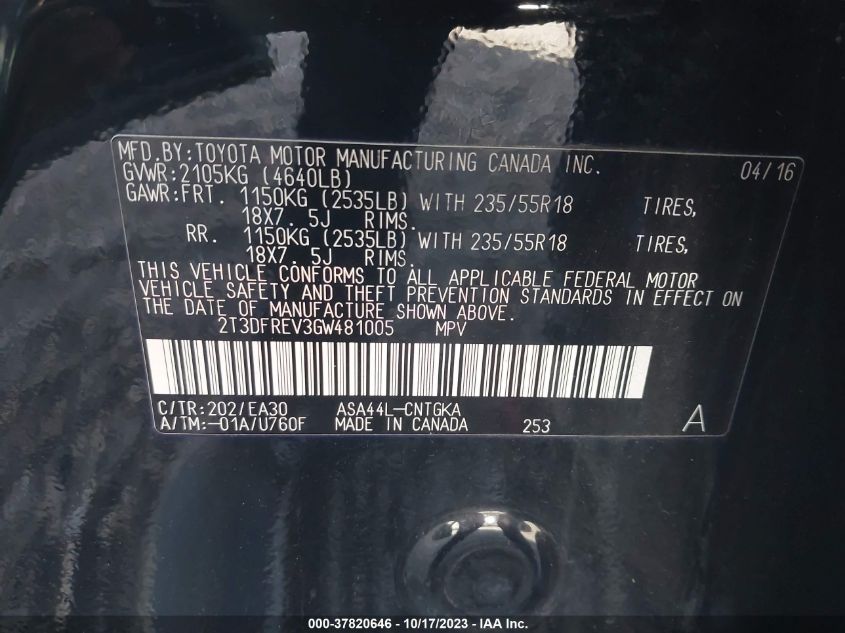 MFD.BY:TOYOTA MOTOR MANUFACTURING CANADA INC. 04/16
GVWR:2105KG (4640LB)
GAWR:FRT. 1150KG (2535LB) WITH 235/55R18 TIRES,
18X7. 5J RIMS.
RR. 1150KG (2535LB) WITH 235/55R18 TIRES,
18X7. 5J RIMS.
THIS VEHICLE CONFORMS TO ALL APPLICABLE FEDERAL MOTOR
VEHICLE SAFETY AND THEFT PREVENTION STANDARDS IN EFFECT ON
THE DATE OF MANUFACTURE SHOWN ABOVE.
2T3DFREV3GW481005 MPV
C/TR:202/EA30 ASA44L-CNTGKA
A/TM:-01A/U760F MADE IN CANADA 253 A
000-37820646 - 10/17/2023 - IAA Inc.